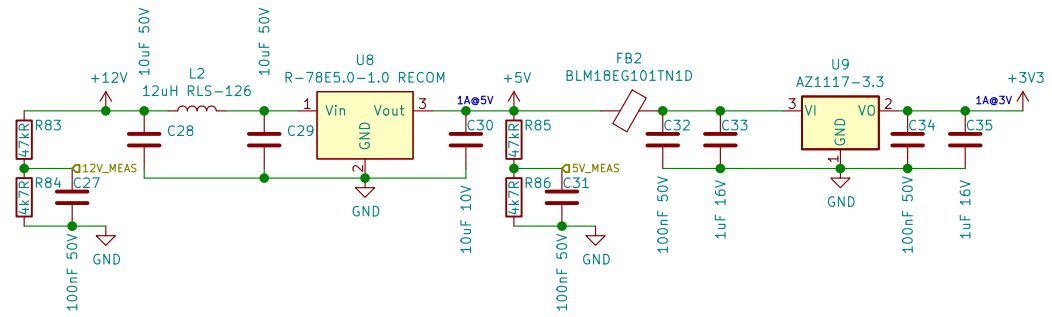 10uF 50V
10uF 50V
U8
R-78E5.0-1.0 RECOM
L2
12uH RLS-126
+12V
FB2
BLM18EG101TN1D
U9
AZ1117-3.3
+5V
+3V3
1
Vin
Vout
GND
3
2
1A@5V
3
VI
VO
GND
2
1
1A@3V
R83
47kR
C28
C29
C30
R85
47kR
C32
C33
C34
C35
12V_MEAS
5V_MEAS
R84
4k7R
C27
GND
R86
4k7R
C31
GND
GND
GND
100nF 50V
10uF 10V
100nF 50V
100nF 50V
1uF 16V
100nF 50V
1uF 16V